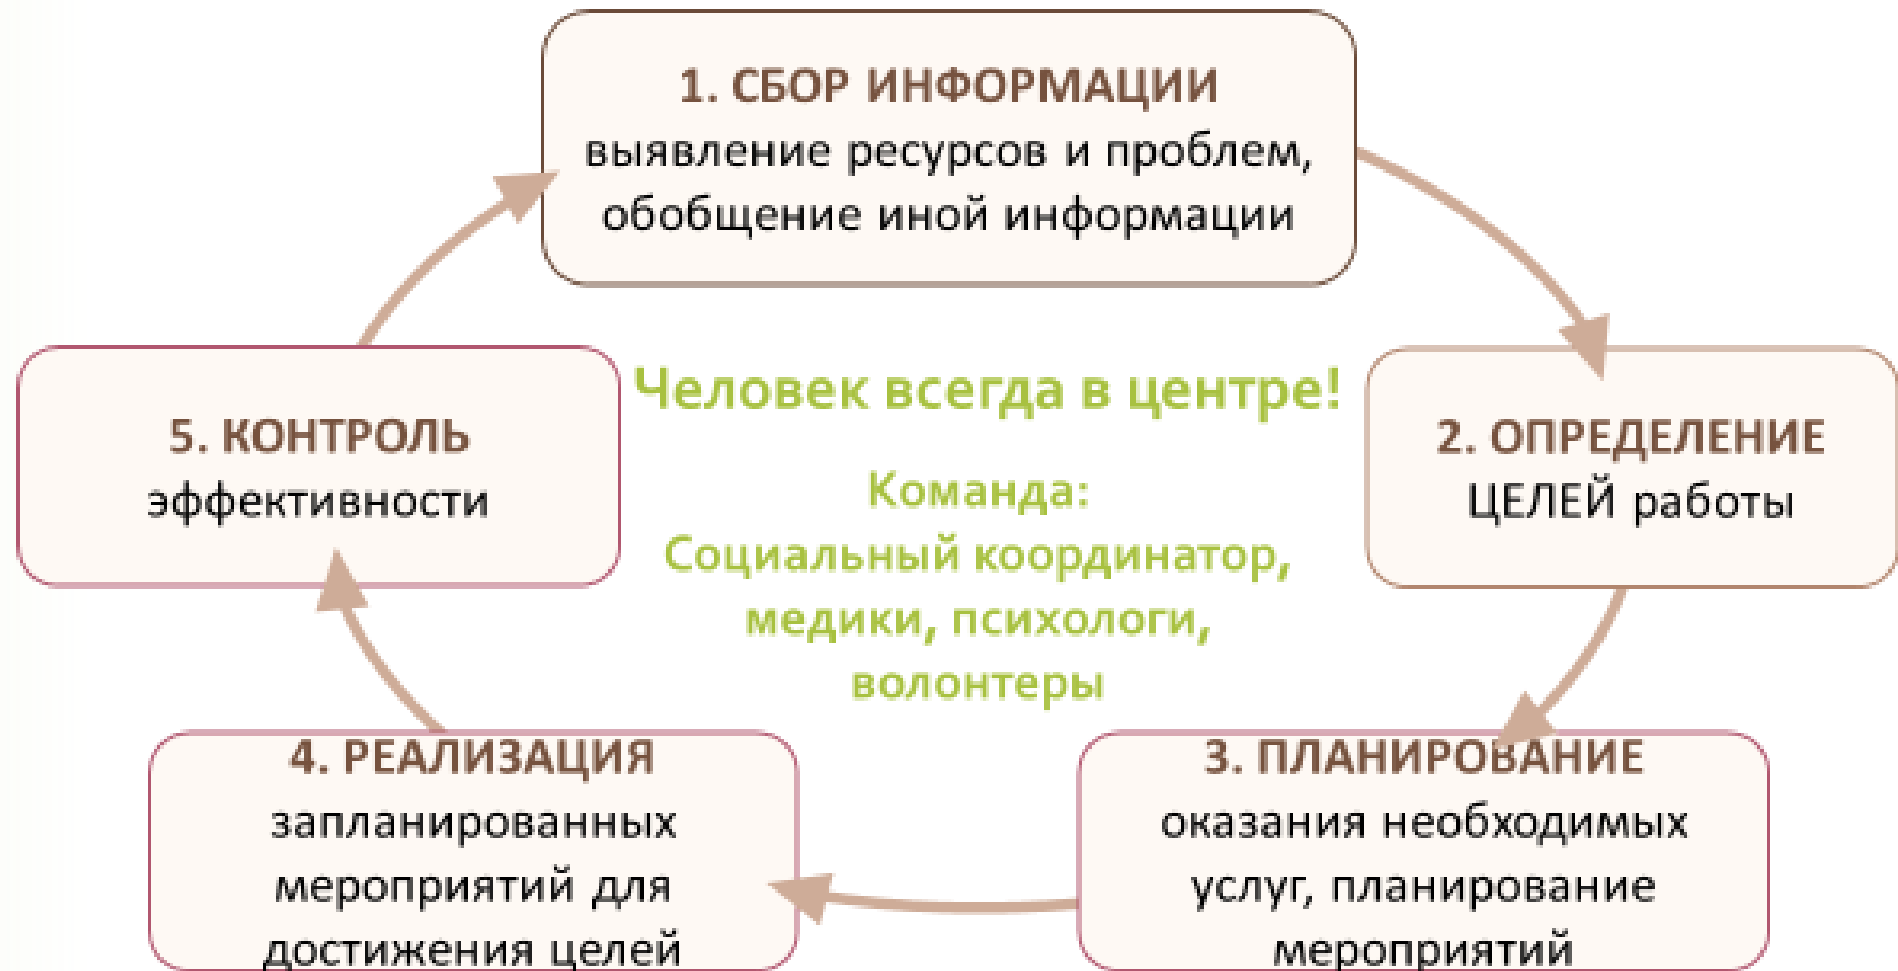 1. СБОР ИНФОРМАЦИИ
выявление ресурсов и проблем,
обобщение иной информации
Человек всегда в центре!
Команда:
Социальный координатор,
медики, психологи,
волонтеры
2. ОПРЕДЕЛЕНИЕ
ЦЕЛЕЙ работы
3. ПЛАНИРОВАНИЕ
оказания необходимых
услуг, планирование
мероприятий
4. РЕАЛИЗАЦИЯ
запланированных
мероприятий для
достижения целей
5. КОНТРОЛЬ
эффективности